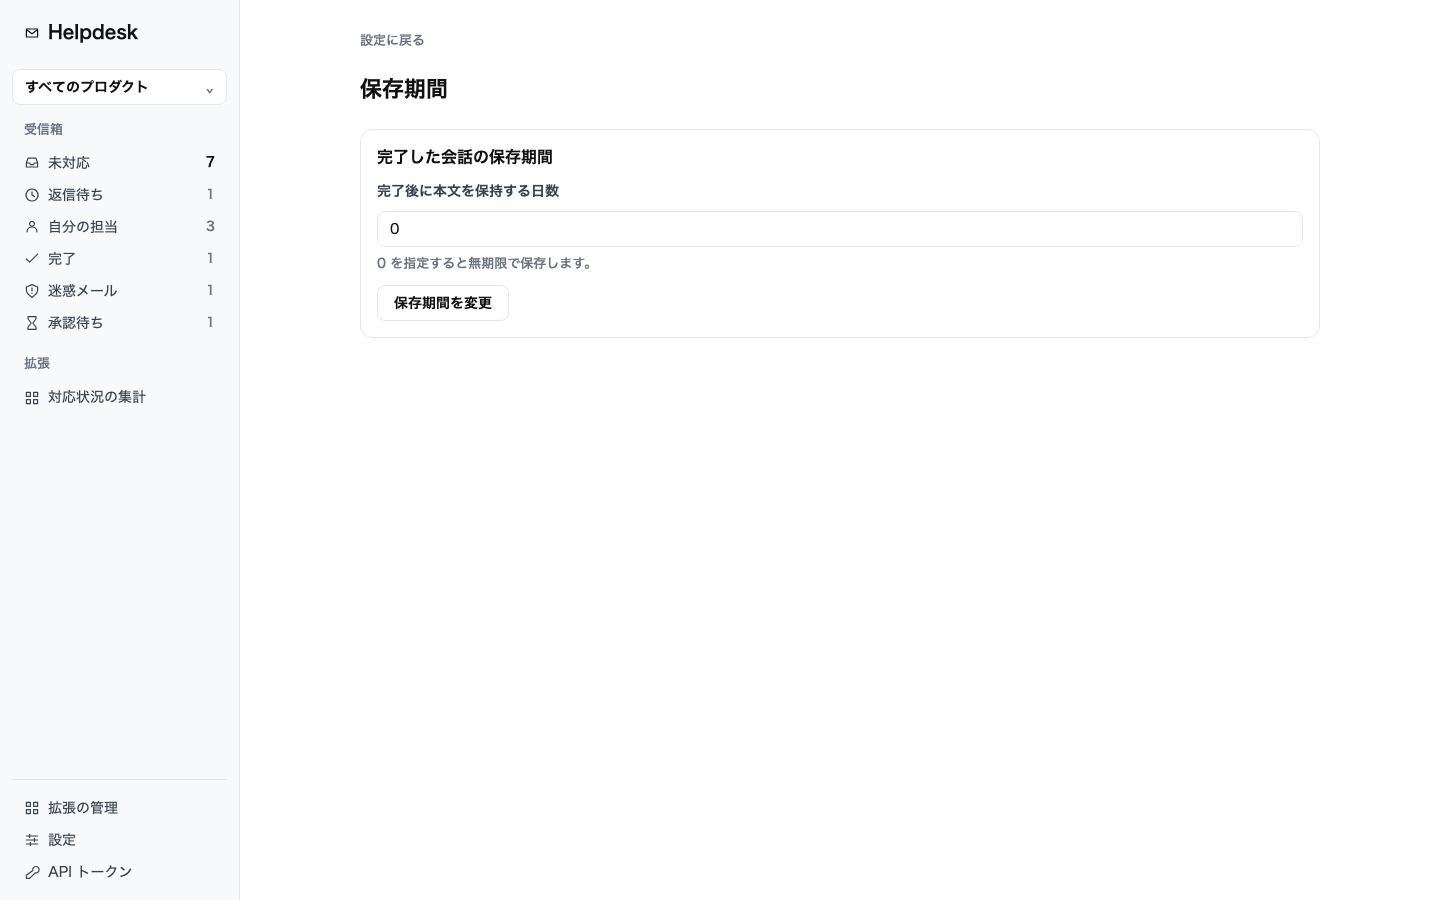 Helpdesk
すべてのプロダクト
受信箱
未対応 7
返信待ち 1
自分の担当 3
完了 1
迷惑メール 1
承認待ち 1
拡張
対応状況の集計
拡張の管理
設定
API トークン
設定に戻る
保存期間
完了した会話の保存期間
完了後に本文を保持する日数
0
0 を指定すると無期限で保存します。
保存期間を変更